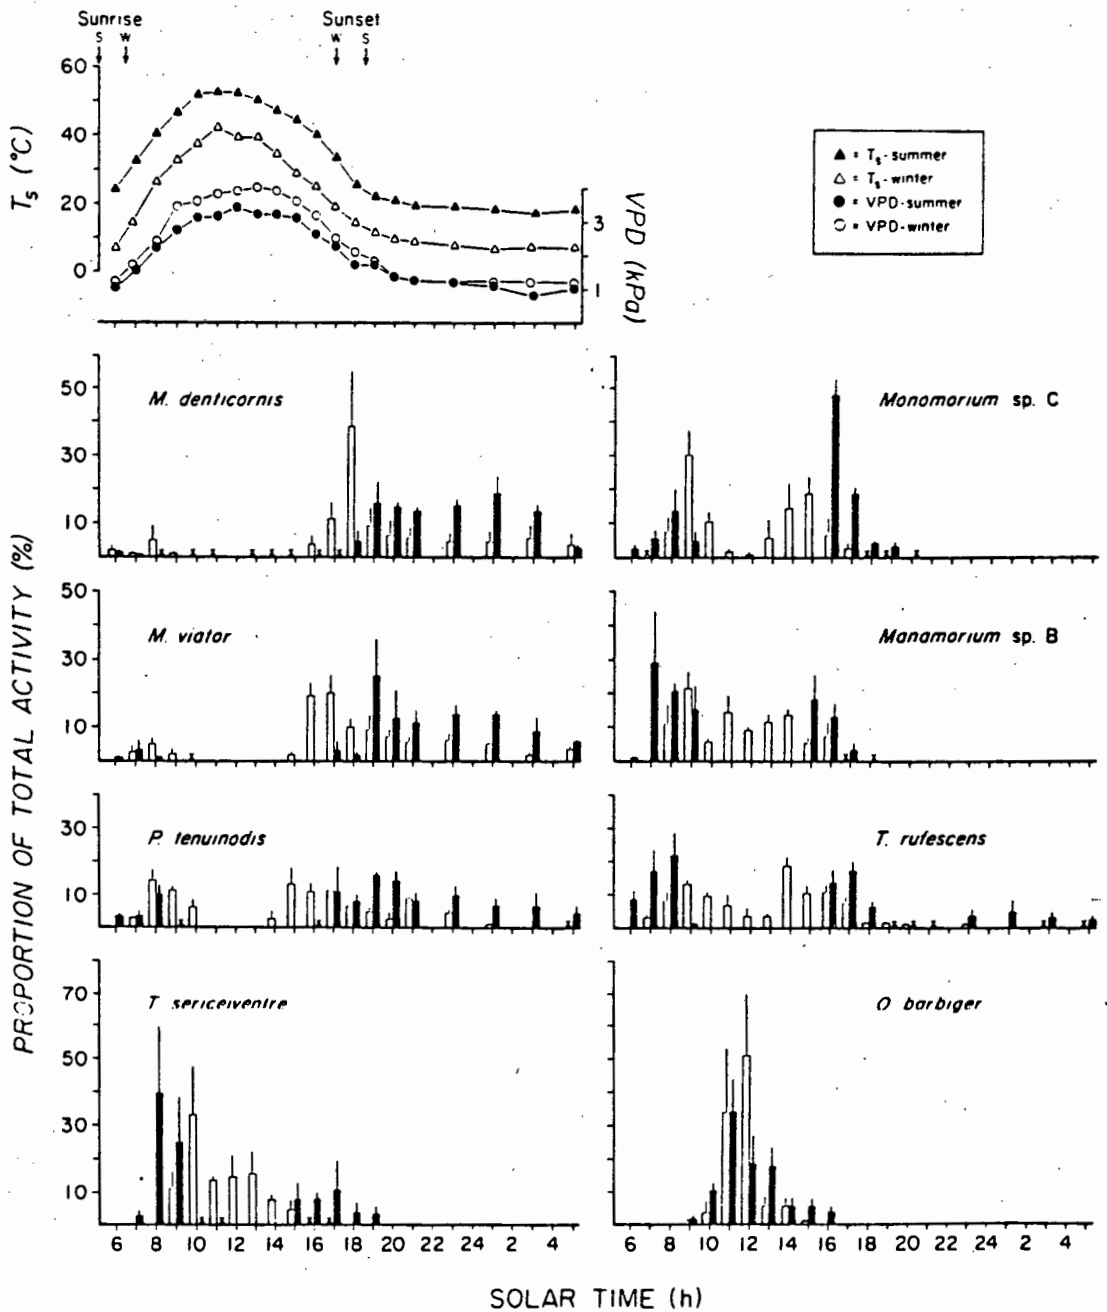 Sunrise Sunset
S W W S
60
40
20
0
Ts (°C)
3
1
VPD (kPa)
▲ = Ts-summer
△ = Ts-winter
● = VPD-summer
○ = VPD-winter
PROPORTION OF TOTAL ACTIVITY (%)
M. denticornis
50
30
10
Monomorium sp. C
M. viator
50
30
10
Monomorium sp. B
P. tenuinodis
30
10
T. rufescens
T. sericeiventre
70
50
30
10
O barbiger
6 8 10 12 14 16 18 20 22 24 2 4
6 8 10 12 14 16 18 20 22 24 2 4
SOLAR TIME (h)